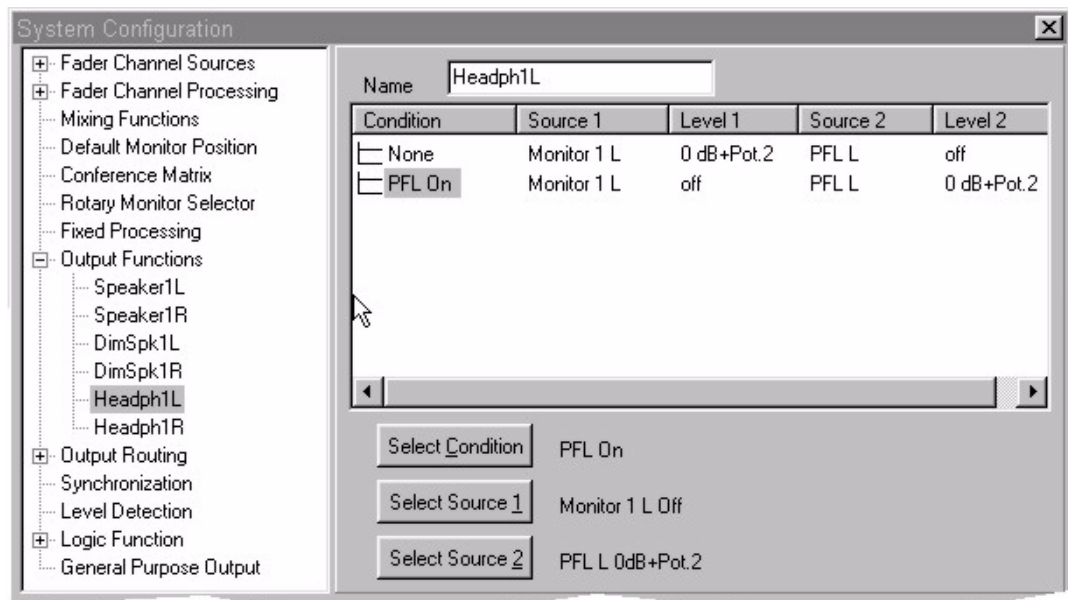 System Configuration
Fader Channel Sources
Fader Channel Processing
Mixing Functions
Default Monitor Position
Conference Matrix
Rotary Monitor Selector
Fixed Processing
Output Functions
Speaker1L
Speaker1R
DimSpk1L
DimSpk1R
Headph1L
Headph1R
Output Routing
Synchronization
Level Detection
Logic Function
General Purpose Output
Name Headph1L
Condition Source 1 Level 1 Source 2 Level 2
None Monitor 1 L 0 dB+Pot.2 PFL L off
PFL On Monitor 1 L off PFL L 0 dB+Pot.2
Select Condition PFL On
Select Source 1 Monitor 1 L Off
Select Source 2 PFL L 0dB+Pot.2